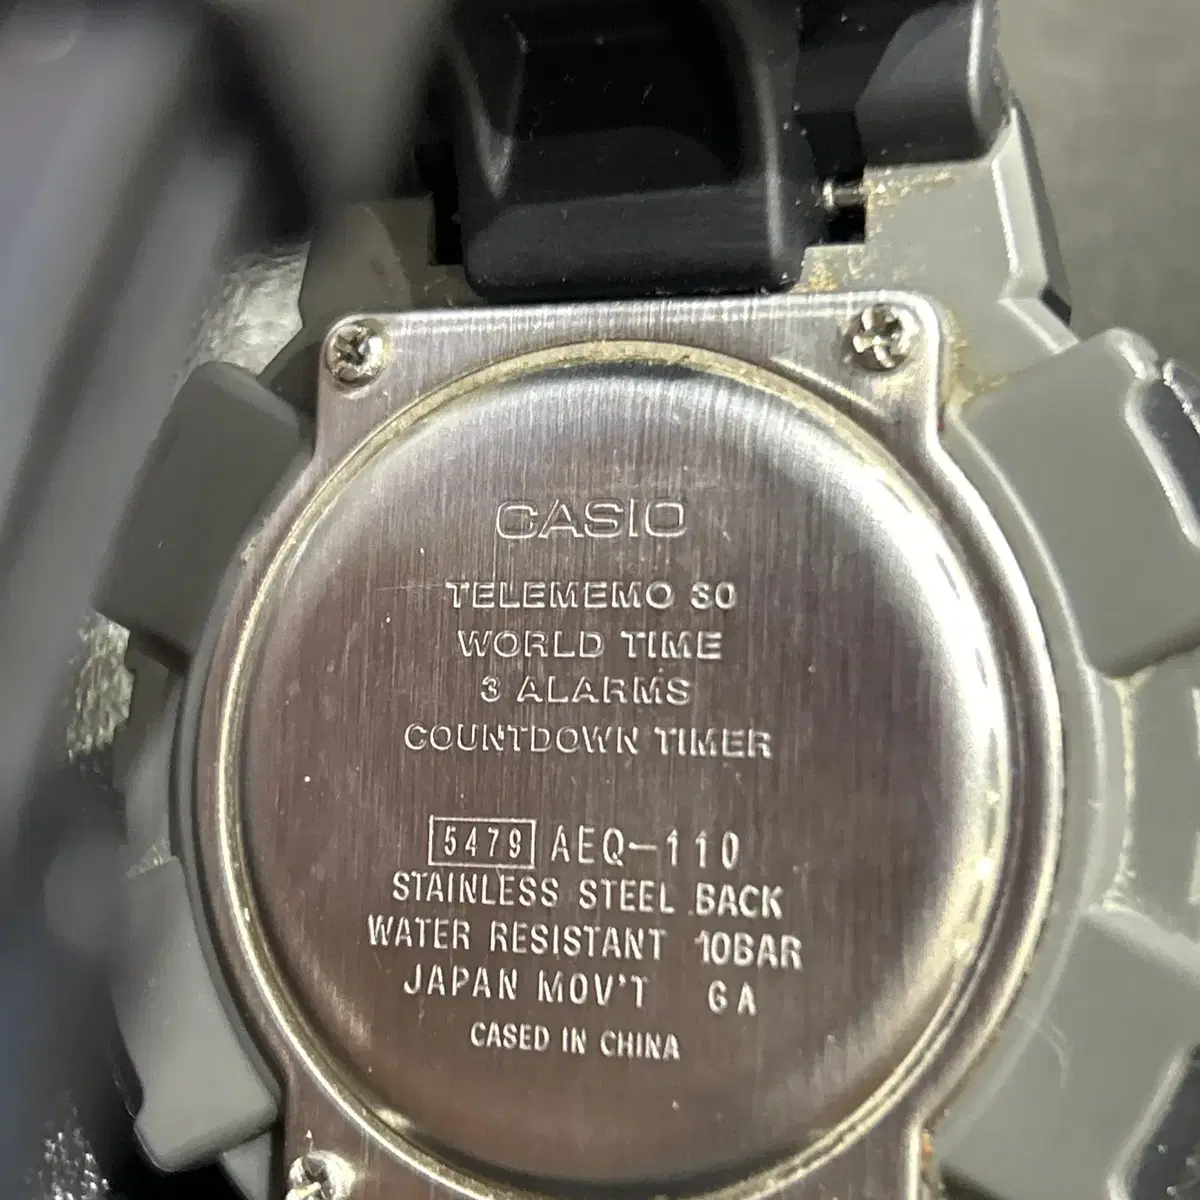 CASIO
TELEMEMO 30
WORLD TIME
3 ALARMS
COUNTDOWN TIMER
5479 AEQ-110
STAINLESS STEEL BACK
WATER RESISTANT 10BAR
JAPAN MOV'T GA
CASED IN CHINA